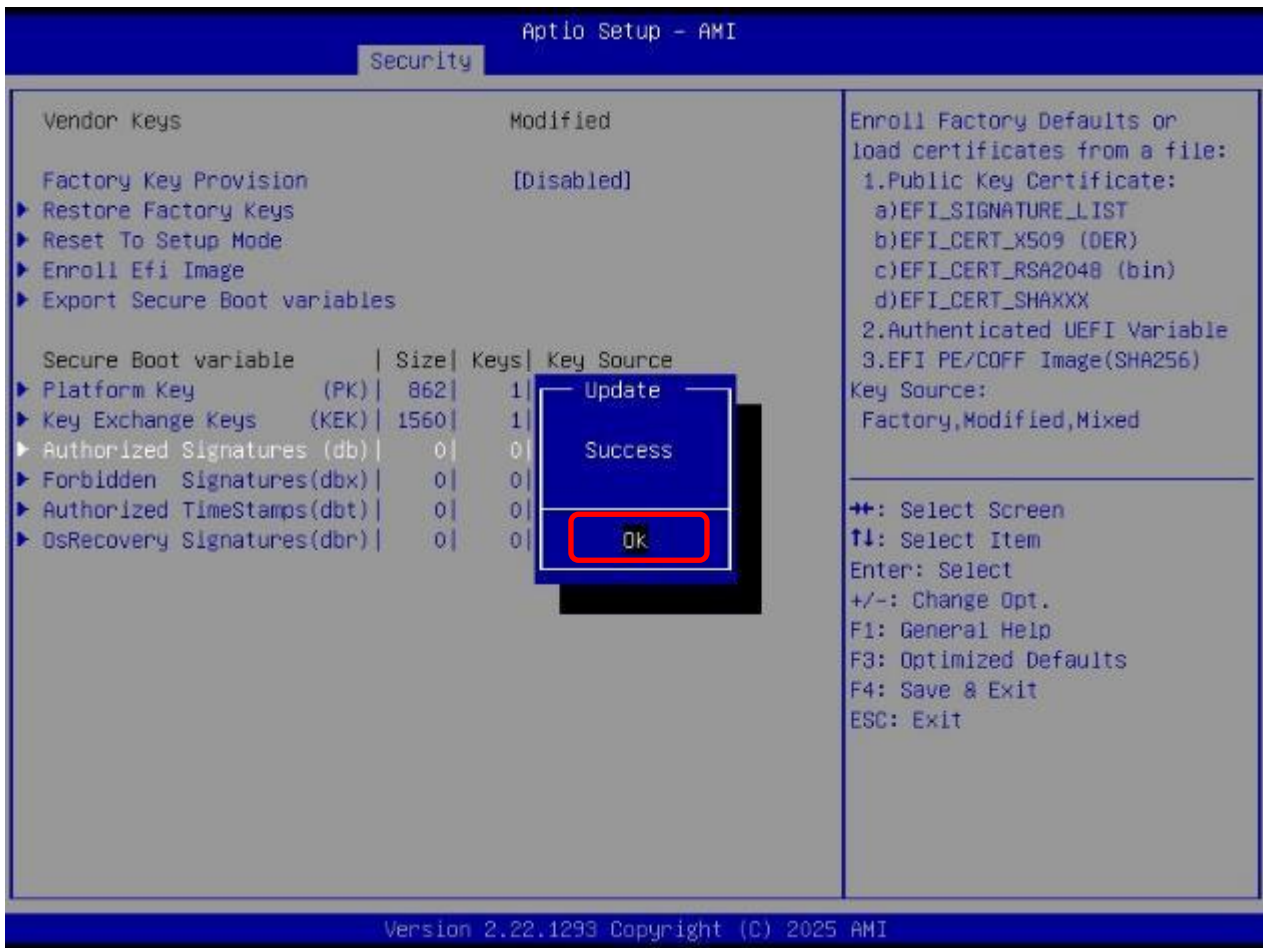 Aptio Setup - AMI
Security
Vendor Keys Modified
Factory Key Provision [Disabled]
Restore Factory Keys
Reset To Setup Mode
Enroll Efi Image
Export Secure Boot variables
Secure Boot variable | Size| Keys| Key Source
Platform Key (PK)| 862| 1|
Key Exchange Keys (KEK)| 1560| 1|
Authorized Signatures (db)| 0| 0|
Forbidden Signatures(dbx)| 0| 0|
Authorized TimeStamps(dbt)| 0| 0|
OsRecovery Signatures(dbr)| 0| 0|
Update
Success
Ok
Enroll Factory Defaults or
load certificates from a file:
1.Public Key Certificate:
a)EFI_SIGNATURE_LIST
b)EFI_CERT_X509 (DER)
c)EFI_CERT_RSA2048 (bin)
d)EFI_CERT_SHAXXX
2.Authenticated UEFI Variable
3.EFI PE/COFF Image(SHA256)
Key Source:
Factory,Modified,Mixed
→←: Select Screen
↑↓: Select Item
Enter: Select
+/-: Change Opt.
F1: General Help
F3: Optimized Defaults
F4: Save & Exit
ESC: Exit
Version 2.22.1293 Copyright (C) 2025 AMI